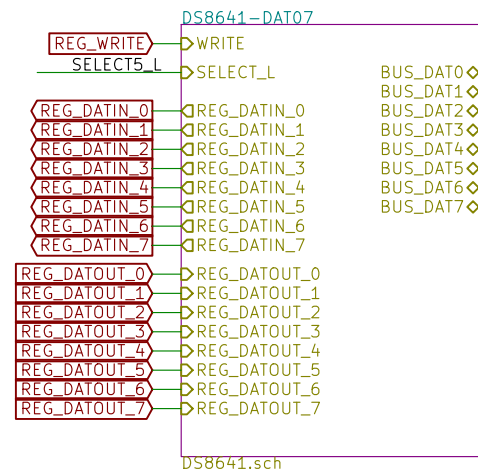 DS8641-DAT07
REG_WRITE WRITE
SELECT5_L SELECT_L BUS_DAT0
BUS_DAT1
REG_DATIN_0 REG_DATIN_0 BUS_DAT2
REG_DATIN_1 REG_DATIN_1 BUS_DAT3
REG_DATIN_2 REG_DATIN_2 BUS_DAT4
REG_DATIN_3 REG_DATIN_3 BUS_DAT5
REG_DATIN_4 REG_DATIN_4 BUS_DAT6
REG_DATIN_5 REG_DATIN_5 BUS_DAT7
REG_DATIN_6 REG_DATIN_6
REG_DATIN_7 REG_DATIN_7
REG_DATOUT_0 REG_DATOUT_0
REG_DATOUT_1 REG_DATOUT_1
REG_DATOUT_2 REG_DATOUT_2
REG_DATOUT_3 REG_DATOUT_3
REG_DATOUT_4 REG_DATOUT_4
REG_DATOUT_5 REG_DATOUT_5
REG_DATOUT_6 REG_DATOUT_6
REG_DATOUT_7 REG_DATOUT_7
DS8641.sch